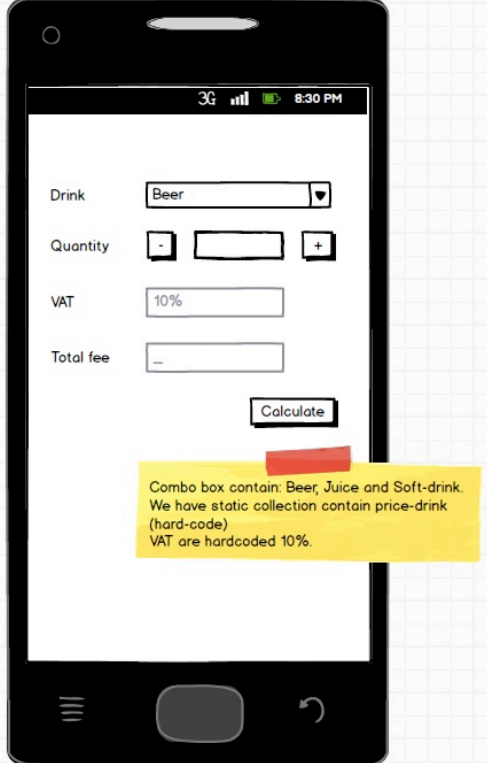 3G 8:30 PM
Drink Beer
Quantity - +
VAT 10%
Total fee _
Calculate
Combo box contain: Beer, Juice and Soft-drink.
We have static collection contain price-drink
(hard-code)
VAT are hardcoded 10%.